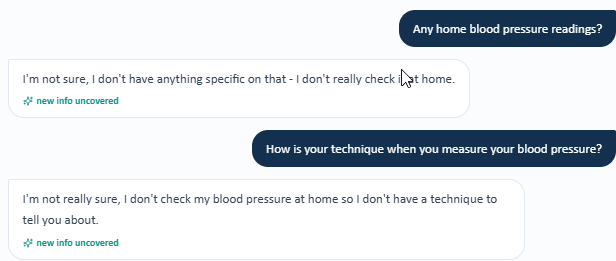 Any home blood pressure readings?
I'm not sure, I don't have anything specific on that - I don't really check it at home.
new info uncovered
How is your technique when you measure your blood pressure?
I'm not really sure, I don't check my blood pressure at home so I don't have a technique to
tell you about.
new info uncovered